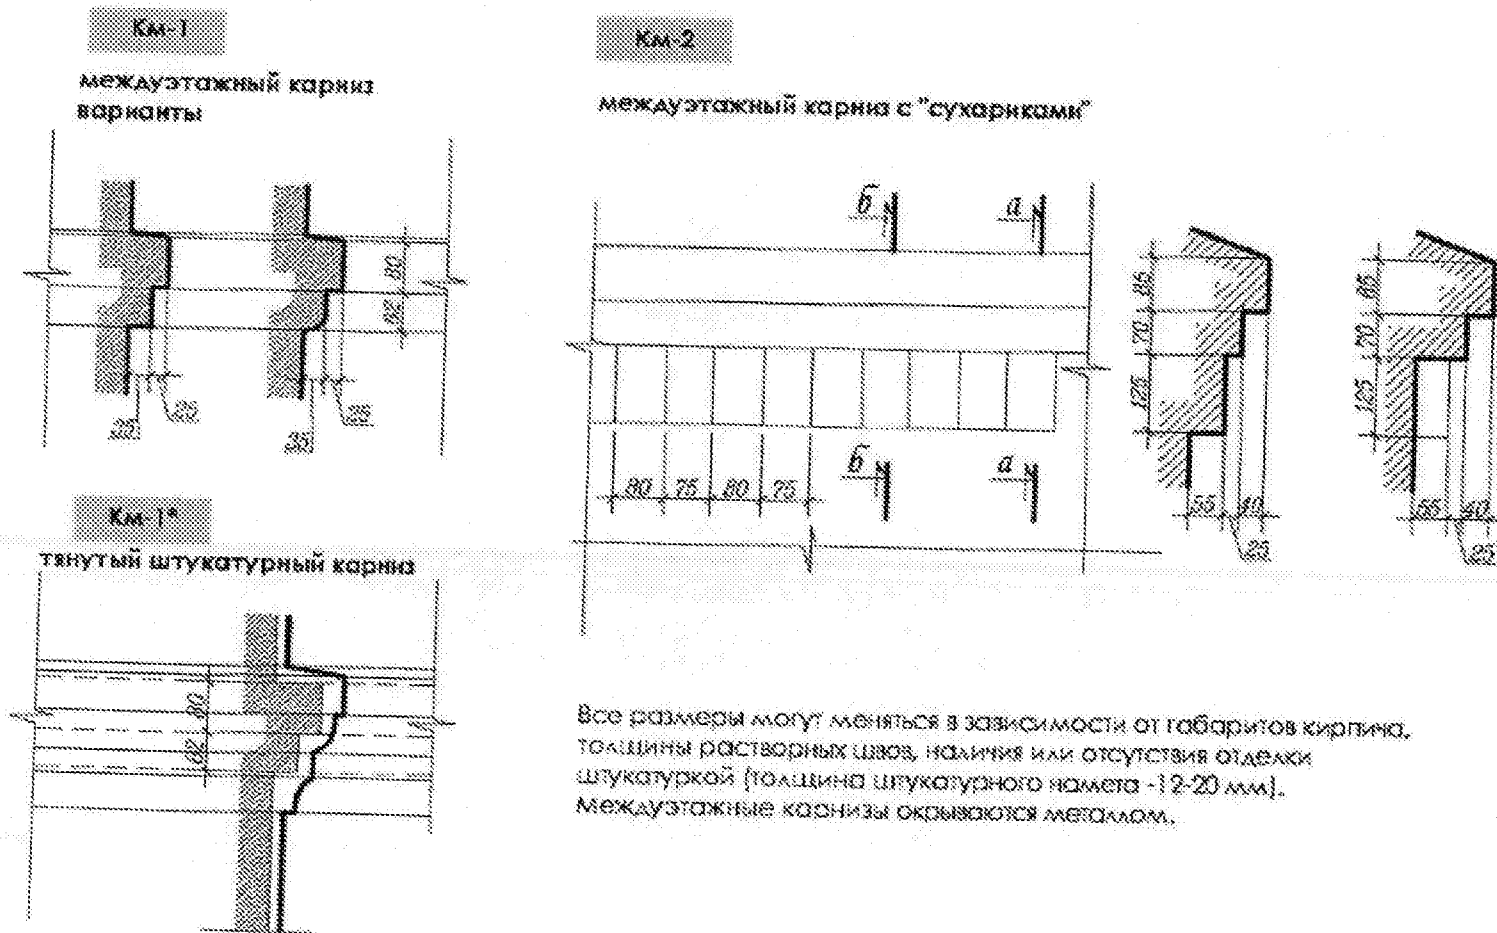 Км-1
междуэтажный карниз
варианты
80
62
25
25
35
25
Км-1*
тянутый штукатурный карниз
80
62
Км-2
междуэтажный карниз с "сухариками"
б
а
б
а
80
75
80
75
85
70
125
55
40
25
85
70
125
55
40
25
Все размеры могут меняться в зависимости от габаритов кирпича,
толщины растворных швов, наличия или отсутствия отделки
штукатуркой (толщина штукатурного намета -12-20 мм).
Междуэтажные карнизы окрываются металлом.